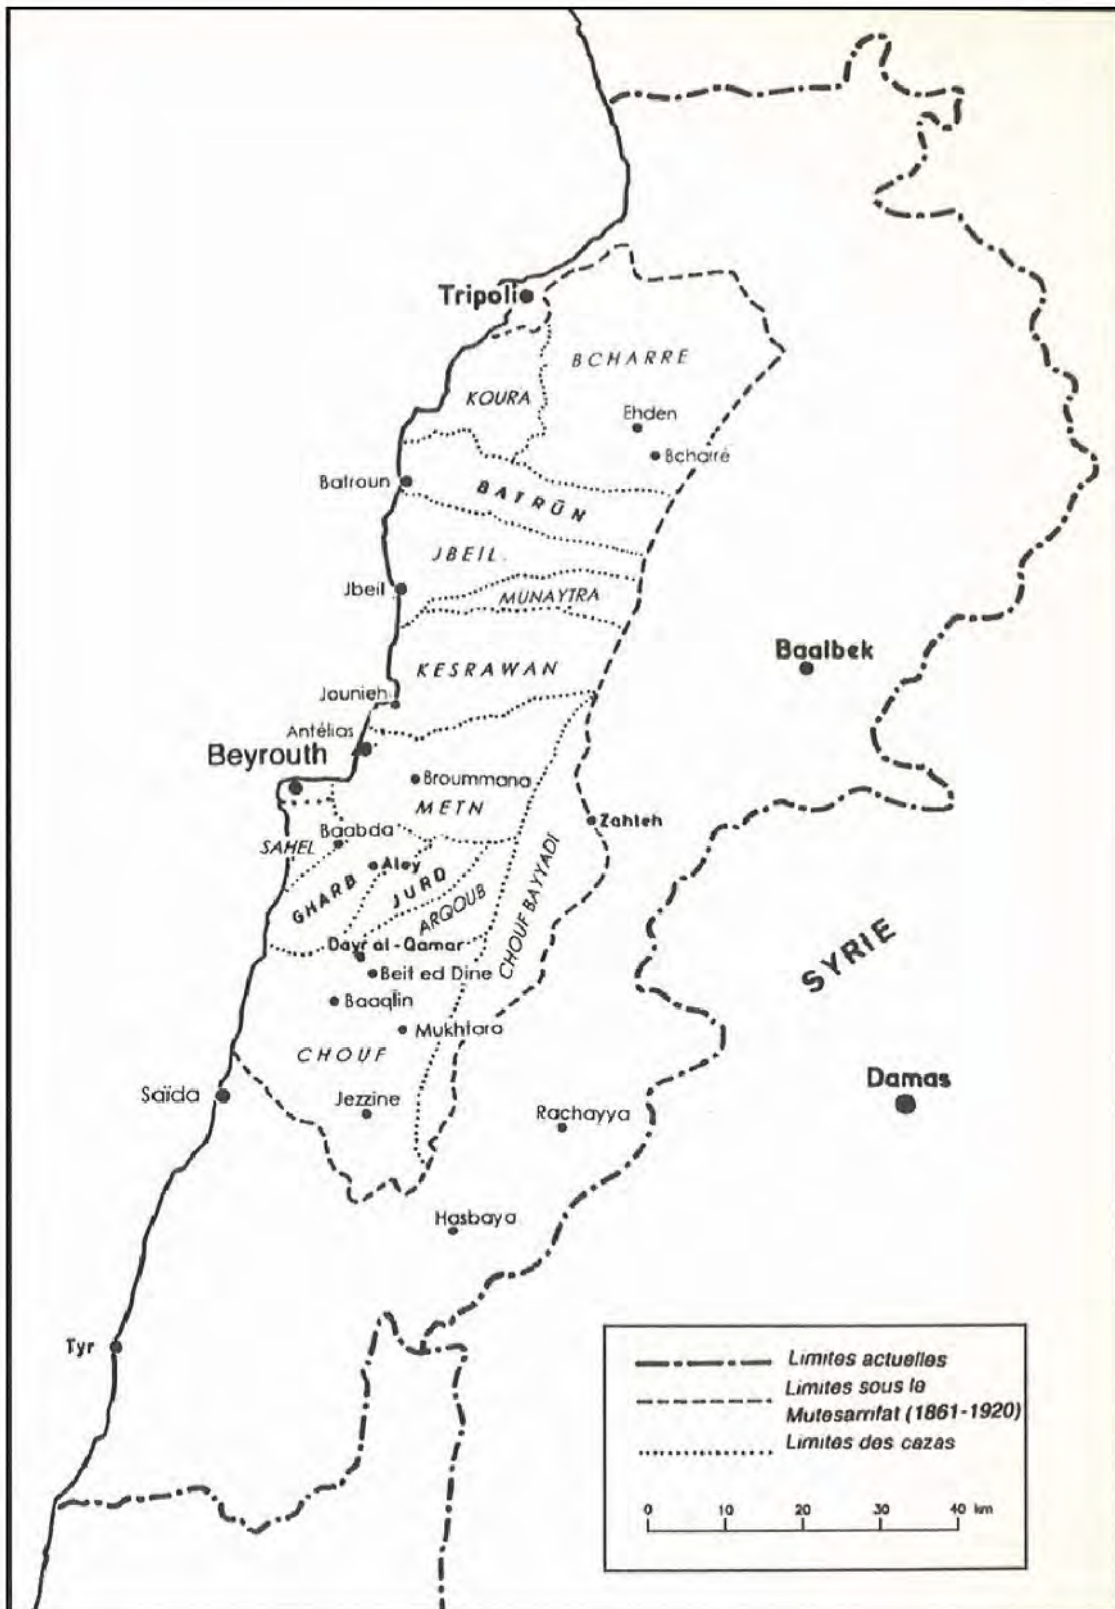 Tripoli
BCHARRE
KOURA
Ehden
Bcharré
Batroun
BATRŪN
JBEIL
Jbeil
MUNAYTRA
Baalbek
KESRAWAN
Jounieh
Antélias
Beyrouth
Broummana
METN
Zahleh
Baabda
SAHEL
Aley
GHARB
JURD
ARQOUB
CHOUF BAYYADI
Dayr al-Qamar
SYRIE
Beit ed Dine
Baaqlin
Mukhtara
CHOUF
Damas
Saïda
Jezzine
Rachayya
Hasbaya
Tyr
Limites actuelles
Limites sous le
Mutesarrifat (1861-1920)
Limites des cazas
0 10 20 30 40 km